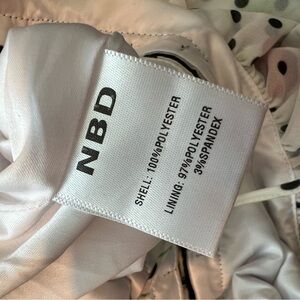 NBD
SHELL: 100%POLYESTER
LINING: 97%POLYESTER
3%SPANDEX